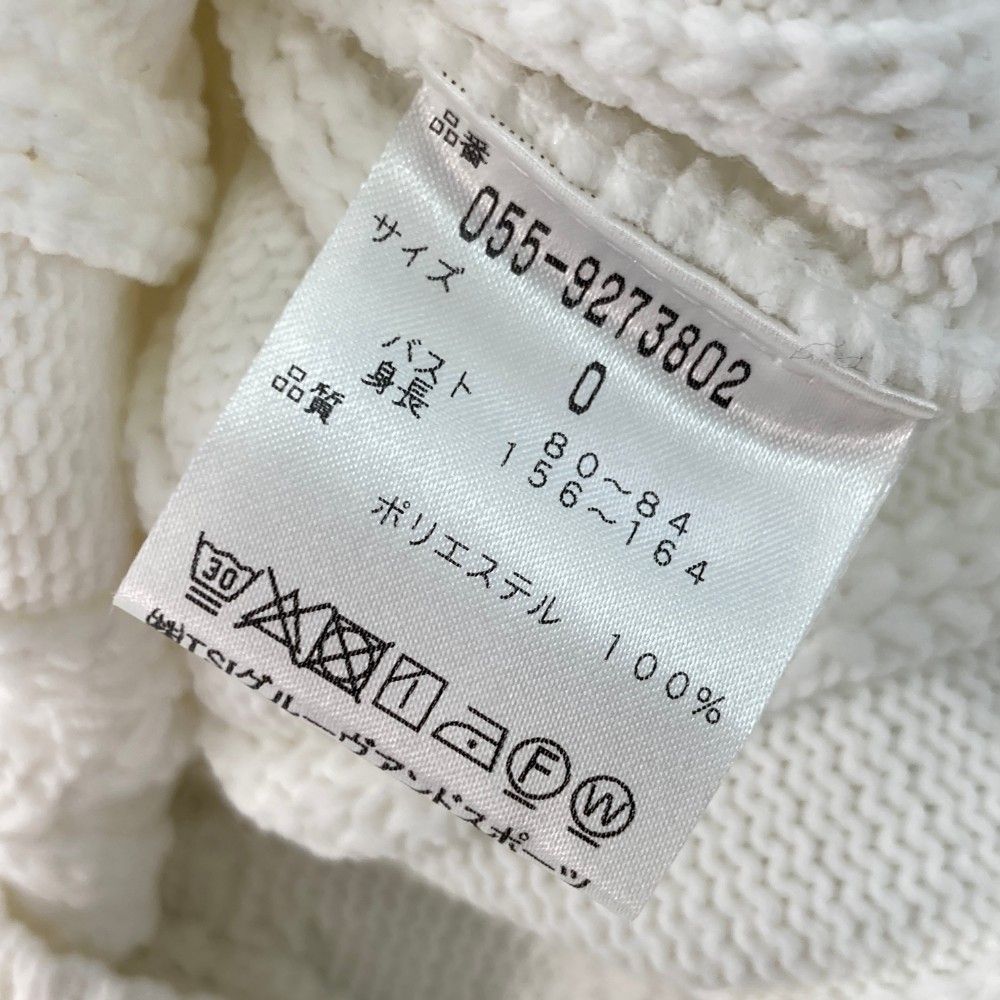 品番
055-9273802
サイズ 0
バスト 80～84
身長 156～164
品質
ポリエステル 100%
30 F W
㈱TSIグルーヴアンドスポーツ